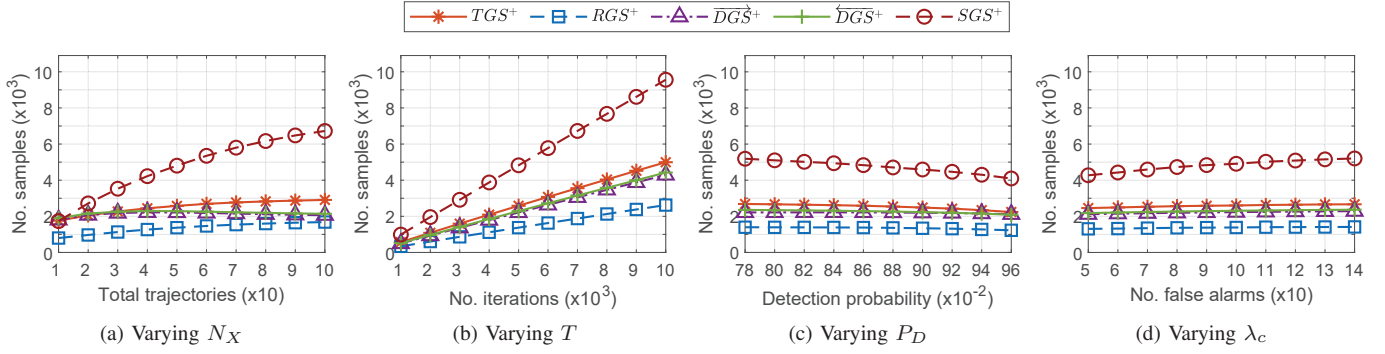 TGS⁺ RGS⁺ $\overrightarrow{DGS}$⁺ $\overleftarrow{DGS}$⁺ SGS⁺
No. samples (x10³)
10
8
6
4
2
0
1 2 3 4 5 6 7 8 9 10
Total trajectories (x10)
(a) Varying $N_X$
No. samples (x10³)
10
8
6
4
2
0
1 2 3 4 5 6 7 8 9 10
No. iterations (x10³)
(b) Varying $T$
No. samples (x10³)
10
8
6
4
2
0
78 80 82 84 86 88 90 92 94 96
Detection probability (x10⁻²)
(c) Varying $P_D$
No. samples (x10³)
10
8
6
4
2
0
5 6 7 8 9 10 11 12 13 14
No. false alarms (x10)
(d) Varying $\lambda_c$